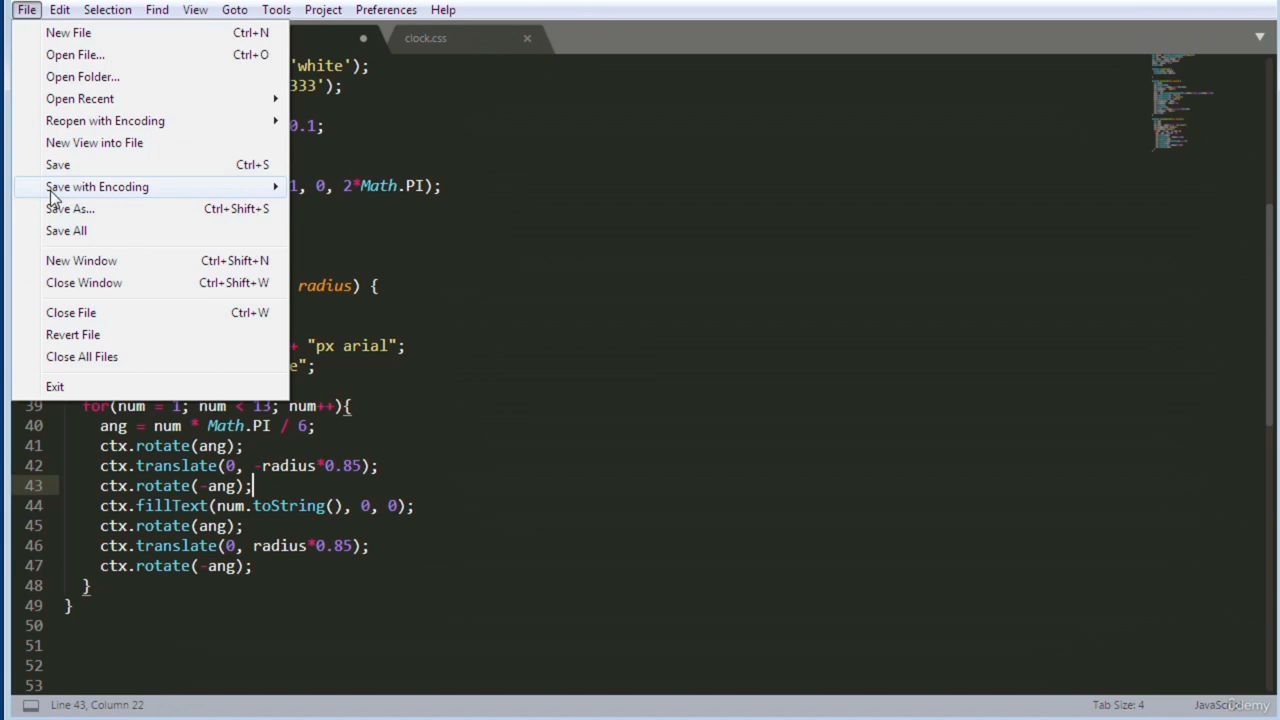 File Edit Selection Find View Goto Tools Project Preferences Help
New File Ctrl+N
Open File...  Ctrl+O
Open Folder...
Open Recent
Reopen with Encoding
New View into File
Save Ctrl+S
Save with Encoding
Save As... Ctrl+Shift+S
Save All
New Window Ctrl+Shift+N
Close Window Ctrl+Shift+W
Close File Ctrl+W
Revert File
Close All Files
Exit
clock.css
'white');
333');
0.1;
1, 0, 2*Math.PI);
radius) {
+ "px arial";
e";
39 for(num = 1; num < 13; num++){
40 ang = num * Math.PI / 6;
41 ctx.rotate(ang);
42 ctx.translate(0, -radius*0.85);
43 ctx.rotate(-ang);
44 ctx.fillText(num.toString(), 0, 0);
45 ctx.rotate(ang);
46 ctx.translate(0, radius*0.85);
47 ctx.rotate(-ang);
48 }
49 }
50
51
52
53
Line 43, Column 22 Tab Size: 4 JavaScript
Udemy